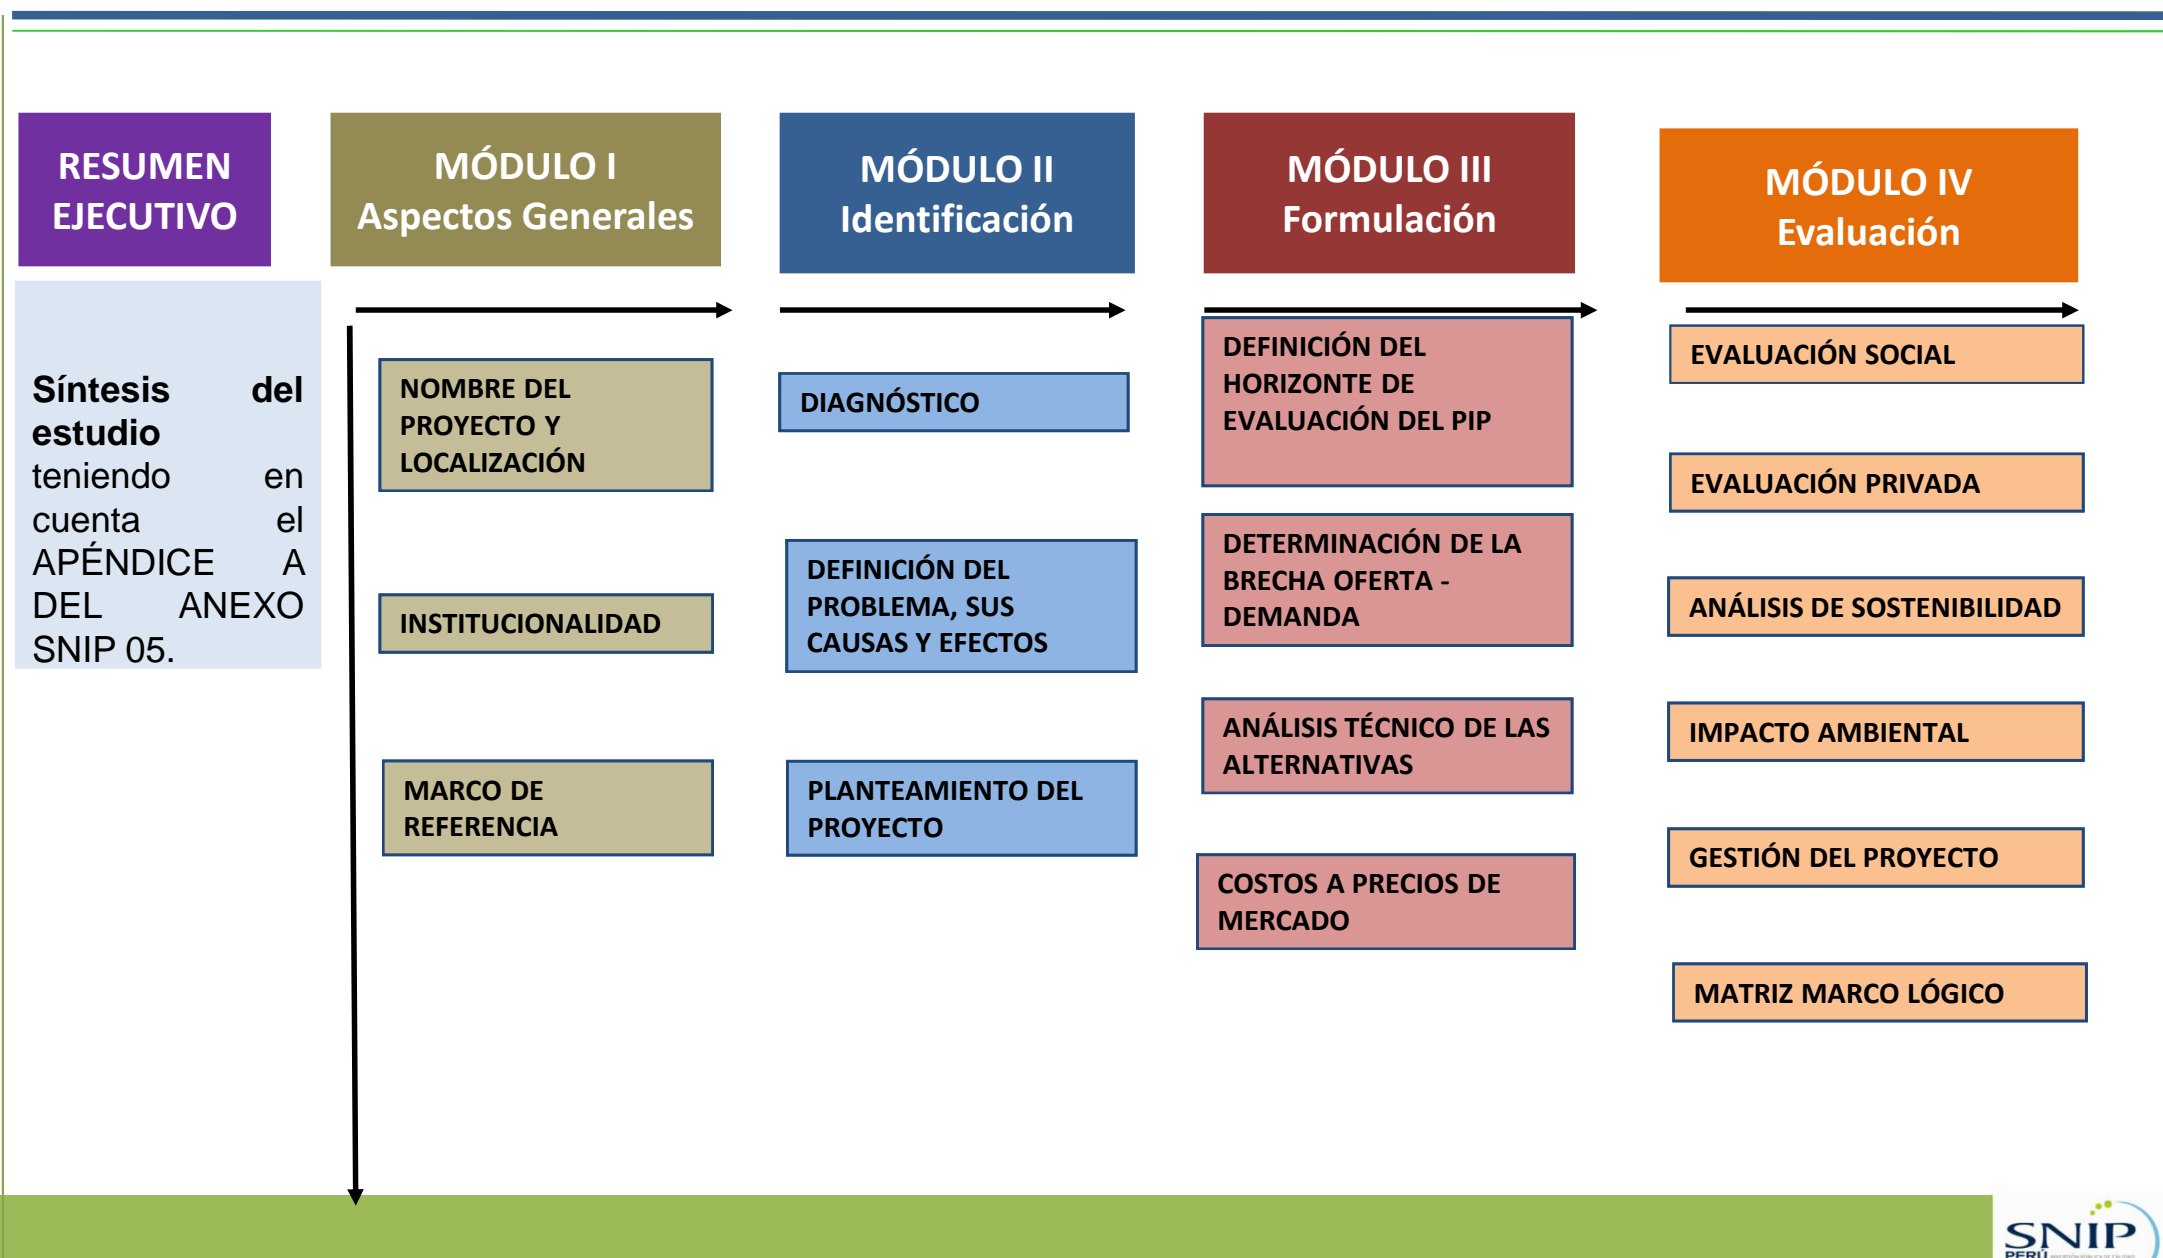 RESUMEN
EJECUTIVO
Síntesis del
estudio
teniendo en
cuenta el
APÉNDICE A
DEL ANEXO
SNIP 05.
MÓDULO I
Aspectos Generales
NOMBRE DEL
PROYECTO Y
LOCALIZACIÓN
INSTITUCIONALIDAD
MARCO DE
REFERENCIA
MÓDULO II
Identificación
DIAGNÓSTICO
DEFINICIÓN DEL
PROBLEMA, SUS
CAUSAS Y EFECTOS
PLANTEAMIENTO DEL
PROYECTO
MÓDULO III
Formulación
DEFINICIÓN DEL
HORIZONTE DE
EVALUACIÓN DEL PIP
DETERMINACIÓN DE LA
BRECHA OFERTA -
DEMANDA
ANÁLISIS TÉCNICO DE LAS
ALTERNATIVAS
COSTOS A PRECIOS DE
MERCADO
MÓDULO IV
Evaluación
EVALUACIÓN SOCIAL
EVALUACIÓN PRIVADA
ANÁLISIS DE SOSTENIBILIDAD
IMPACTO AMBIENTAL
GESTIÓN DEL PROYECTO
MATRIZ MARCO LÓGICO
SNIP
PERÚ